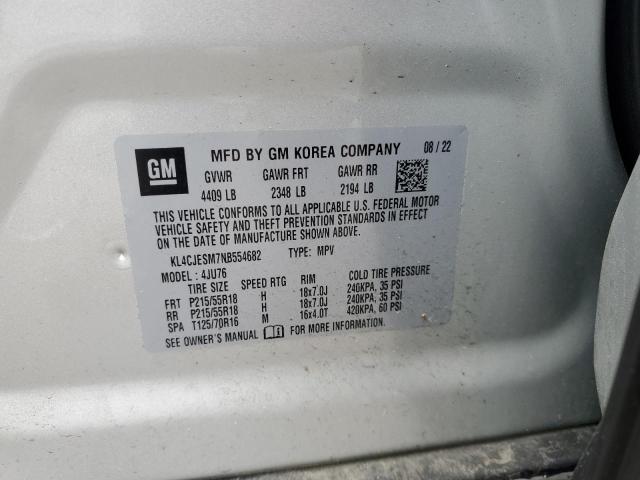 GM MFD BY GM KOREA COMPANY 08 / 22
GVWR GAWR FRT GAWR RR
4409 LB 2348 LB 2194 LB
THIS VEHICLE CONFORMS TO ALL APPLICABLE U.S. FEDERAL MOTOR
VEHICLE SAFETY AND THEFT PREVENTION STANDARDS IN EFFECT
ON THE DATE OF MANUFACTURE SHOWN ABOVE.
KL4CJESM7NB554682 TYPE: MPV
MODEL: 4JU76
TIRE SIZE SPEED RTG RIM COLD TIRE PRESSURE
FRT P215/55R18 H 18x7.0J 240KPA, 35 PSI
RR P215/55R18 H 18x7.0J 240KPA, 35 PSI
SPA T125/70R16 M 16x4.0T 420KPA, 60 PSI
SEE OWNER'S MANUAL FOR MORE INFORMATION.